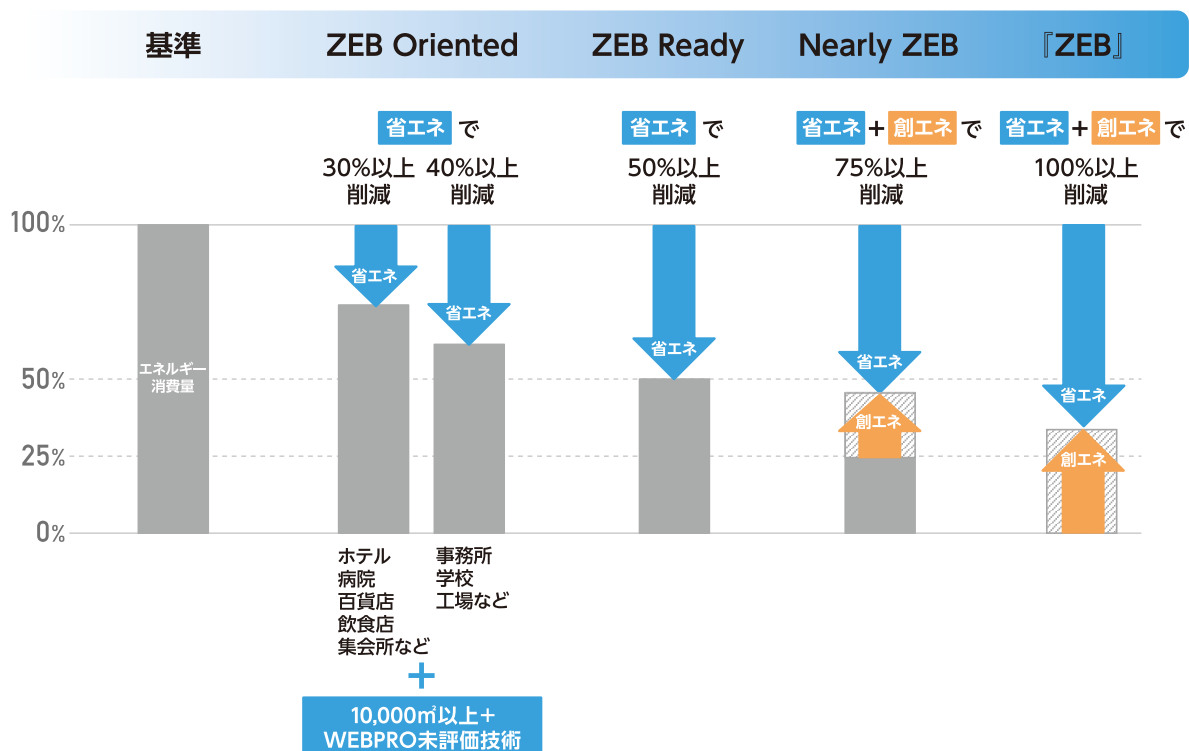 基準
ZEB Oriented
ZEB Ready
Nearly ZEB
『ZEB』
省エネ で
30%以上
削減
40%以上
削減
省エネ で
50%以上
削減
省エネ + 創エネ で
75%以上
削減
省エネ + 創エネ で
100%以上
削減
100%
50%
25%
0%
エネルギー
消費量
省エネ
省エネ
省エネ
省エネ
創エネ
省エネ
創エネ
ホテル
病院
百貨店
飲食店
集会所など
事務所
学校
工場など
+
10,000㎡以上+
WEBPRO未評価技術